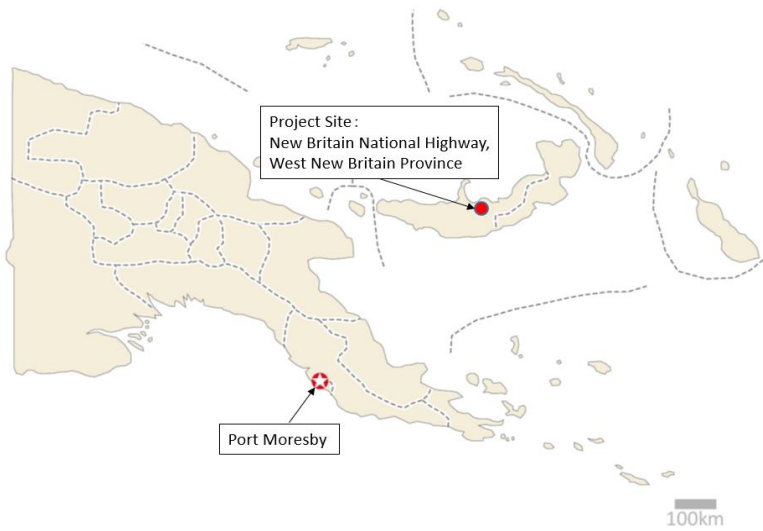 Project Site :
New Britain National Highway,
West New Britain Province
Port Moresby
100km